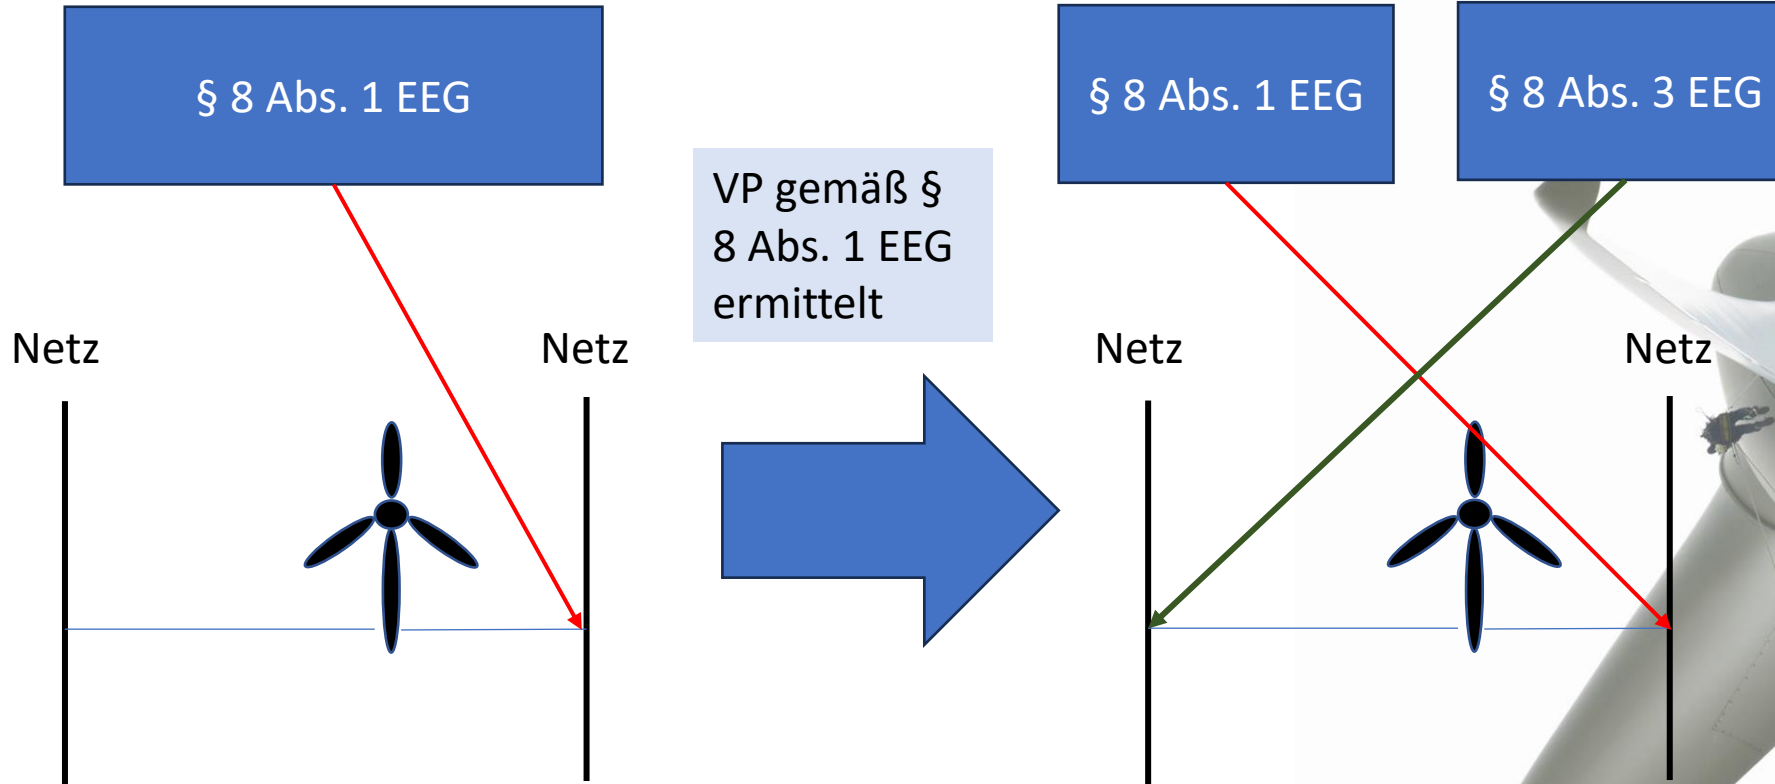 § 8 Abs. 1 EEG
Netz
Netz
VP gemäß §
8 Abs. 1 EEG
ermittelt
§ 8 Abs. 1 EEG
§ 8 Abs. 3 EEG
Netz
Netz